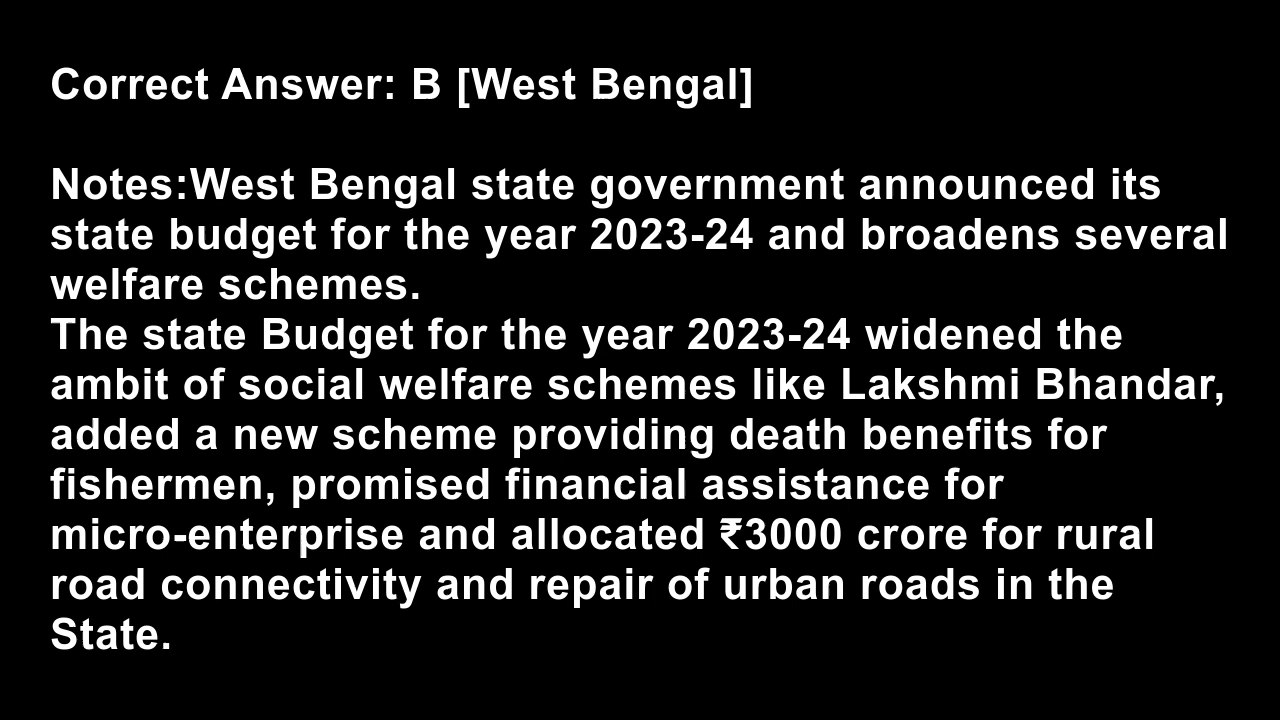 Correct Answer: B [West Bengal]
Notes:West Bengal state government announced its
state budget for the year 2023-24 and broadens several
welfare schemes.
The state Budget for the year 2023-24 widened the
ambit of social welfare schemes like Lakshmi Bhandar,
added a new scheme providing death benefits for
fishermen, promised financial assistance for
micro-enterprise and allocated ₹3000 crore for rural
road connectivity and repair of urban roads in the
State.